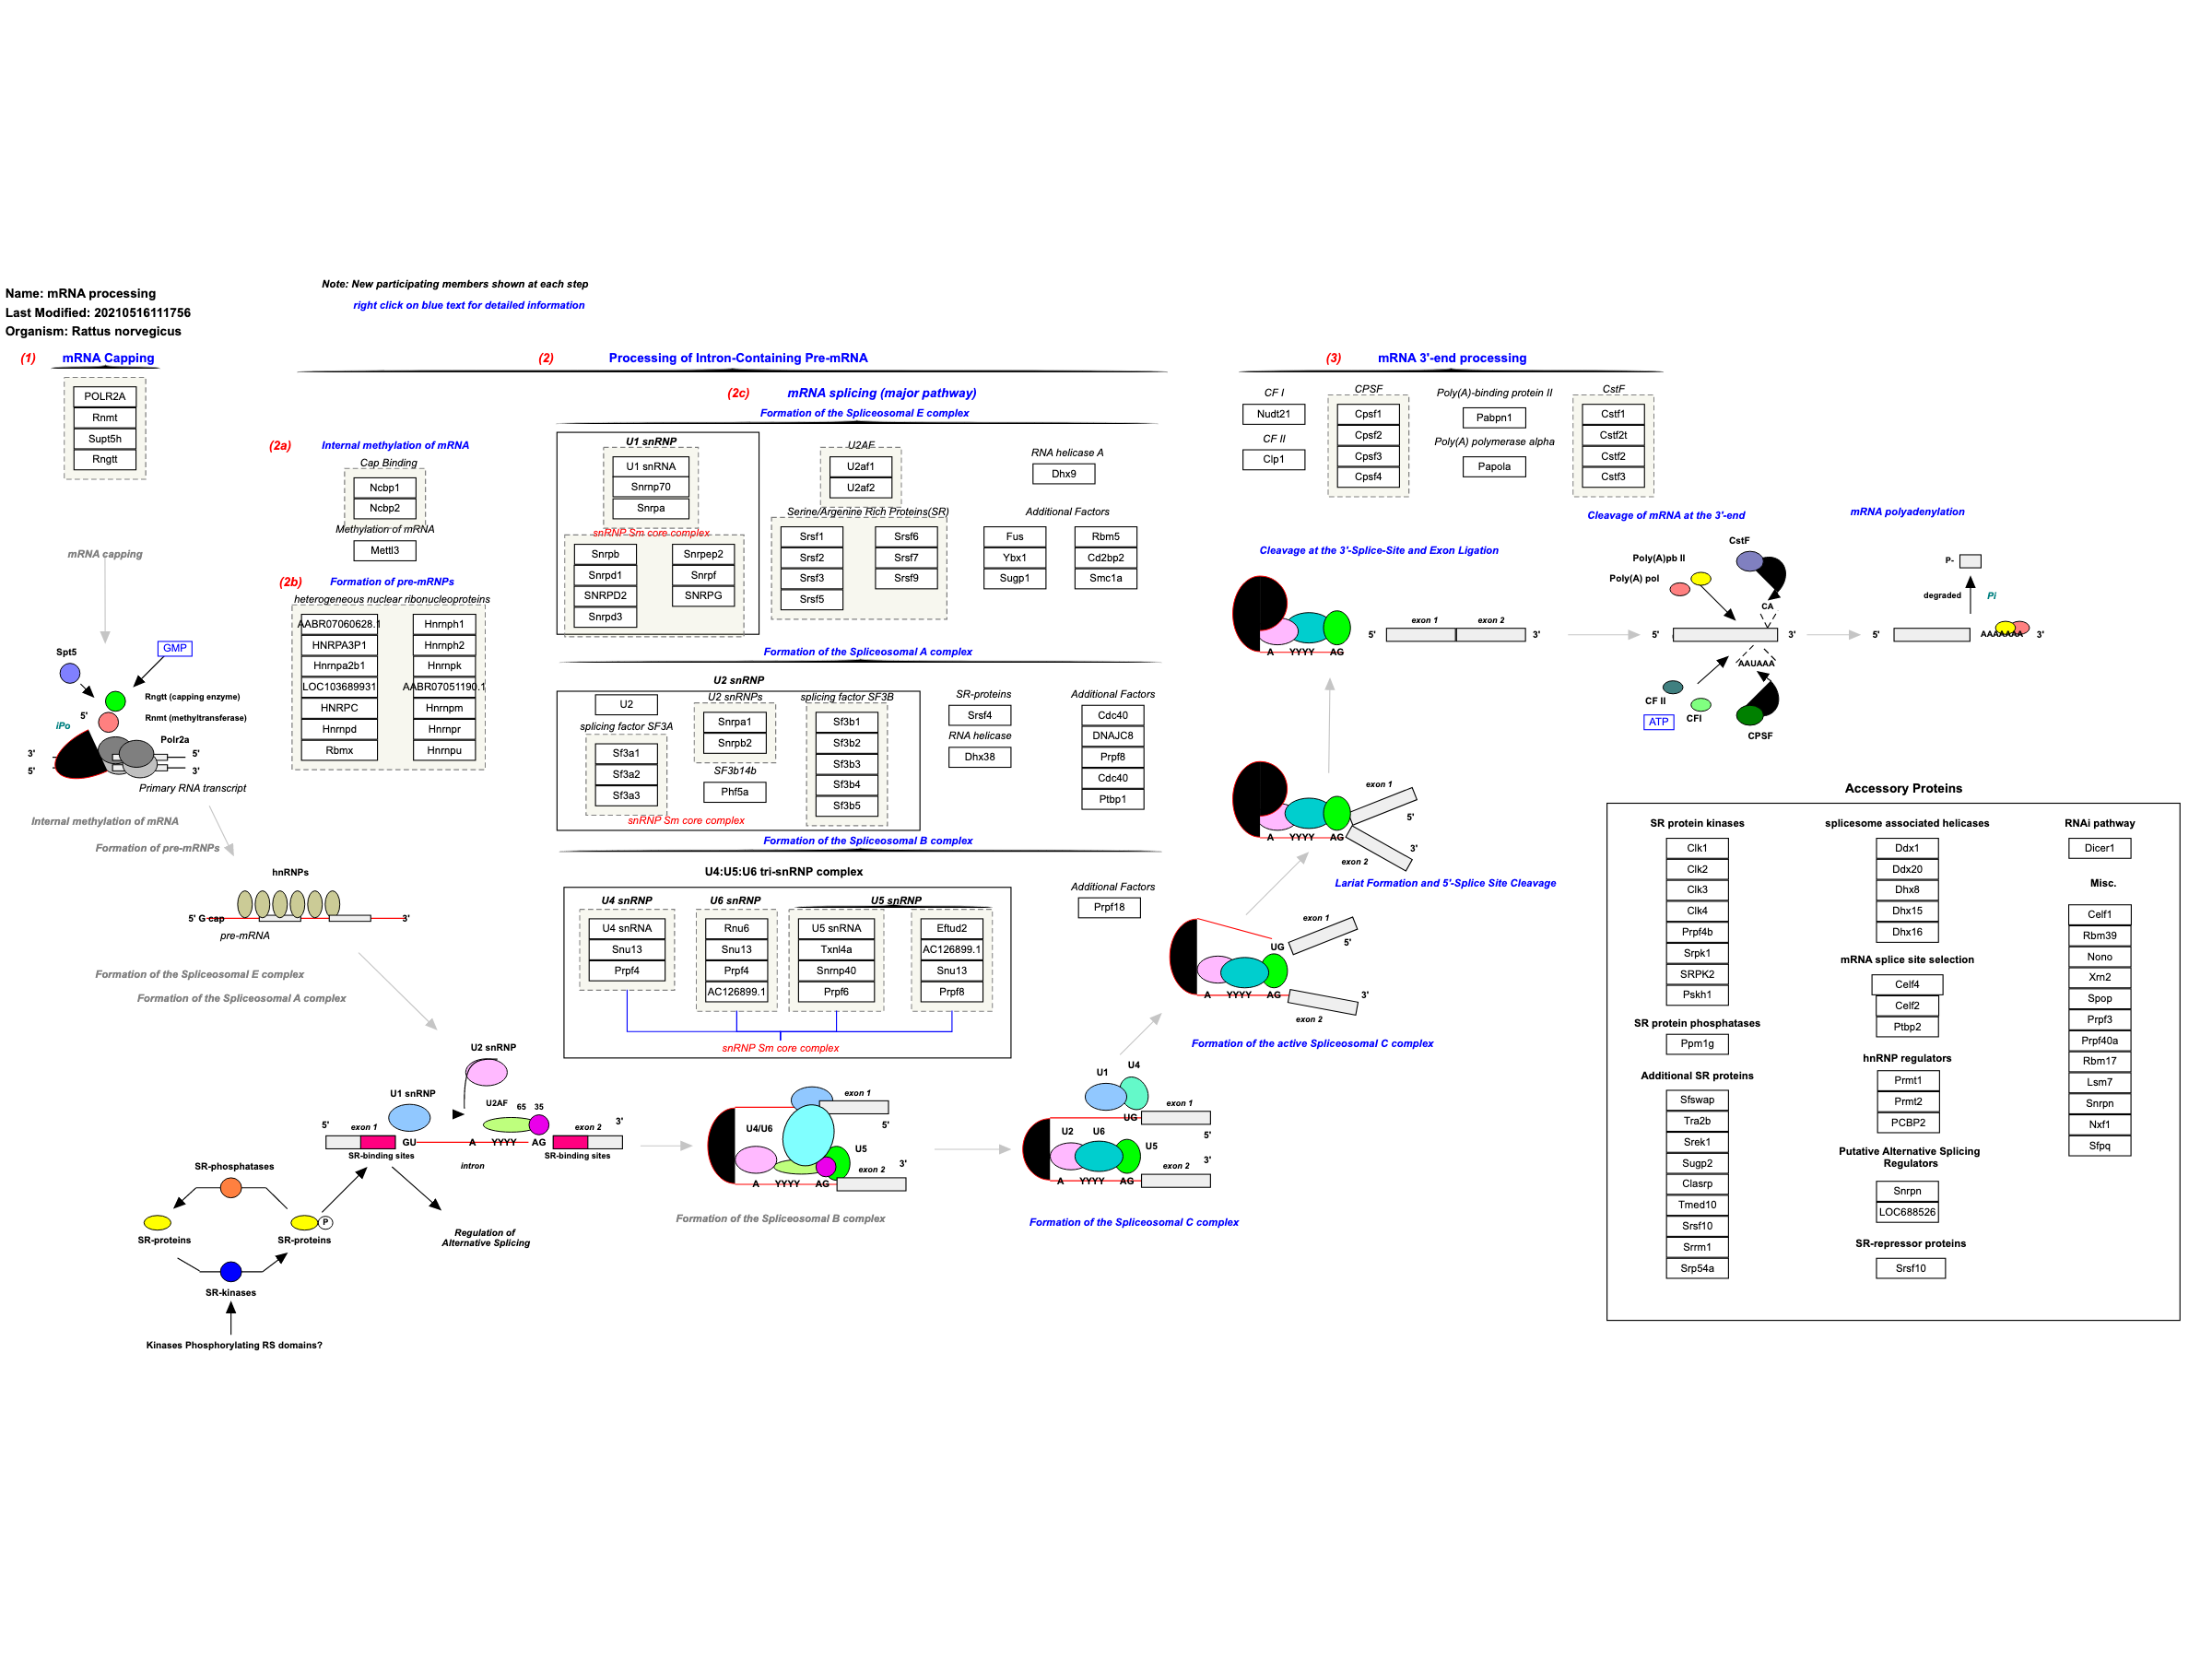 Name: mRNA processing
Last Modified: 20210516111756
Organism: Rattus norvegicus
Note: New participating members shown at each step
right click on blue text for detailed information
(1) mRNA Capping
POLR2A
Rnmt
Supt5h
Rngtt
mRNA capping
Spt5
GMP
Rngtt (capping enzyme)
5'
Rnmt (methyltransferase)
iPo
Polr2a
3' 5'
5' 3'
Primary RNA transcript
Internal methylation of mRNA
Formation of pre-mRNPs
hnRNPs
5' G cap 3'
pre-mRNA
Formation of the Spliceosomal E complex
Formation of the Spliceosomal A complex
(2) Processing of Intron-Containing Pre-mRNA
(2a) Internal methylation of mRNA
Cap Binding
Ncbp1
Ncbp2
Methylation of mRNA
Mettl3
(2b) Formation of pre-mRNPs
heterogeneous nuclear ribonucleoproteins
AABR07060628.1 Hnrnph1
HNRPA3P1 Hnrnph2
Hnrnpa2b1 Hnrnpk
LOC103689931 AABR07051190.1
HNRPC Hnrnpm
Hnrnpd Hnrnpr
Rbmx Hnrnpu
(2c) mRNA splicing (major pathway)
Formation of the Spliceosomal E complex
U1 snRNP
U1 snRNA
Snrnp70
Snrpa
snRNP Sm core complex
Snrpb Snrpep2
Snrpd1 Snrpf
SNRPD2 SNRPG
Snrpd3
U2AF
U2af1
U2af2
Serine/Argenine Rich Proteins(SR)
Srsf1 Srsf6
Srsf2 Srsf7
Srsf3 Srsf9
Srsf5
RNA helicase A
Dhx9
Additional Factors
Fus Rbm5
Ybx1 Cd2bp2
Sugp1 Smc1a
Formation of the Spliceosomal A complex
U2 snRNP
U2
splicing factor SF3A
Sf3a1
Sf3a2
Sf3a3
U2 snRNPs
Snrpa1
Snrpb2
SF3b14b
Phf5a
splicing factor SF3B
Sf3b1
Sf3b2
Sf3b3
Sf3b4
Sf3b5
snRNP Sm core complex
SR-proteins
Srsf4
RNA helicase
Dhx38
Additional Factors
Cdc40
DNAJC8
Prpf8
Cdc40
Ptbp1
Formation of the Spliceosomal B complex
U4:U5:U6 tri-snRNP complex
U4 snRNP U6 snRNP U5 snRNP
U4 snRNA Rnu6 U5 snRNA Eftud2
Snu13 Snu13 Txnl4a AC126899.1
Prpf4 Prpf4 Snrnp40 Snu13
AC126899.1 Prpf6 Prpf8
snRNP Sm core complex
Additional Factors
Prpf18
U2 snRNP
U1 snRNP
U2AF 65 35
5' exon 1 GU A YYYY AG exon 2 3'
SR-binding sites intron SR-binding sites
SR-phosphatases
P
SR-proteins SR-proteins
SR-kinases
Kinases Phosphorylating RS domains?
Regulation of
Alternative Splicing
exon 1
5'
U4/U6
U5
exon 2 3'
A YYYY AG
Formation of the Spliceosomal B complex
U1 U4
exon 1
UG
5'
U2 U6 U5
exon 2 3'
A YYYY AG
Formation of the Spliceosomal C complex
exon 1
UG 5'
A YYYY AG 3'
exon 2
Formation of the active Spliceosomal C complex
exon 1
5'
A YYYY AG 3'
exon 2
Lariat Formation and 5'-Splice Site Cleavage
Cleavage at the 3'-Splice-Site and Exon Ligation
5' exon 1 exon 2 3'
A YYYY AG
(3) mRNA 3'-end processing
CF I
Nudt21
CF II
Clp1
CPSF
Cpsf1
Cpsf2
Cpsf3
Cpsf4
Poly(A)-binding protein II
Pabpn1
Poly(A) polymerase alpha
Papola
CstF
Cstf1
Cstf2t
Cstf2
Cstf3
Cleavage of mRNA at the 3'-end
CstF
Poly(A)pb II
Poly(A) pol
CA
5' 3'
AAUAAA
CF II
ATP CFI
CPSF
mRNA polyadenylation
P-
degraded Pi
5' AAAAAAA 3'
Accessory Proteins
SR protein kinases
Clk1
Clk2
Clk3
Clk4
Prpf4b
Srpk1
SRPK2
Pskh1
SR protein phosphatases
Ppm1g
Additional SR proteins
Sfswap
Tra2b
Srek1
Sugp2
Clasrp
Tmed10
Srsf10
Srrm1
Srp54a
splicesome associated helicases
Ddx1
Ddx20
Dhx8
Dhx15
Dhx16
mRNA splice site selection
Celf4
Celf2
Ptbp2
hnRNP regulators
Prmt1
Prmt2
PCBP2
Putative Alternative Splicing
Regulators
Snrpn
LOC688526
SR-repressor proteins
Srsf10
RNAi pathway
Dicer1
Misc.
Celf1
Rbm39
Nono
Xrn2
Spop
Prpf3
Prpf40a
Rbm17
Lsm7
Snrpn
Nxf1
Sfpq